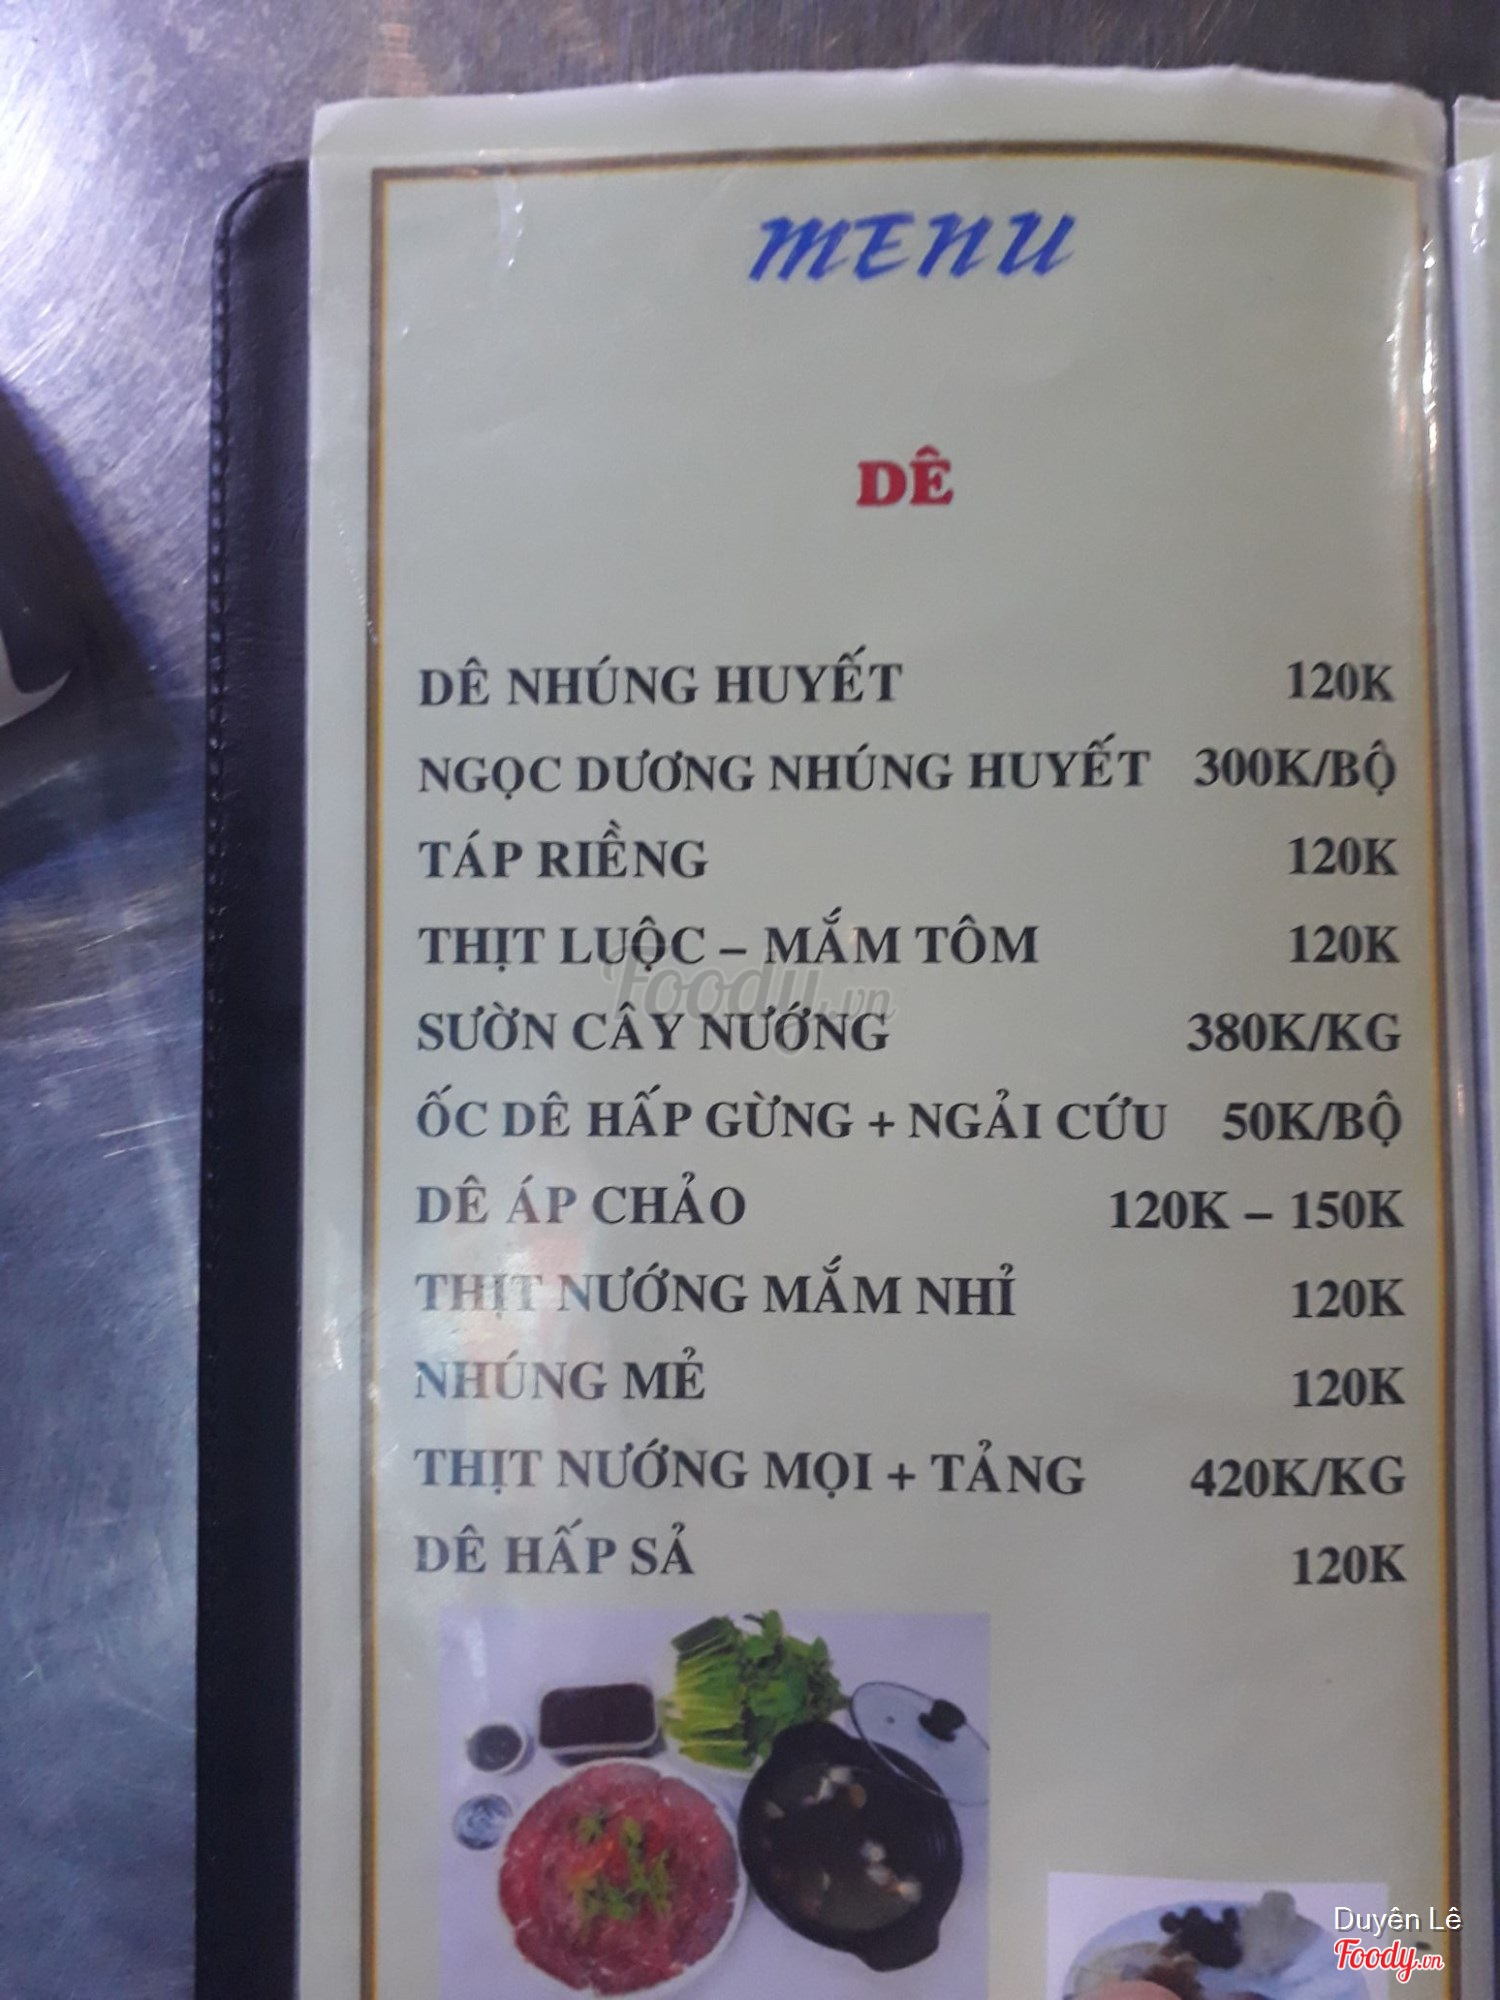 MENU
DÊ
DÊ NHÚNG HUYẾT 120K
NGỌC DƯƠNG NHÚNG HUYẾT 300K/BỘ
TÁP RIỀNG 120K
THỊT LUỘC – MẮM TÔM 120K
SƯỜN CÂY NƯỚNG 380K/KG
ỐC DÊ HẤP GỪNG + NGẢI CỨU 50K/BỘ
DÊ ÁP CHẢO 120K – 150K
THỊT NƯỚNG MẮM NHỈ 120K
NHÚNG MẺ 120K
THỊT NƯỚNG MỌI + TẢNG 420K/KG
DÊ HẤP SẢ 120K
Foody.vn
Duyên Lê
Foody.vn